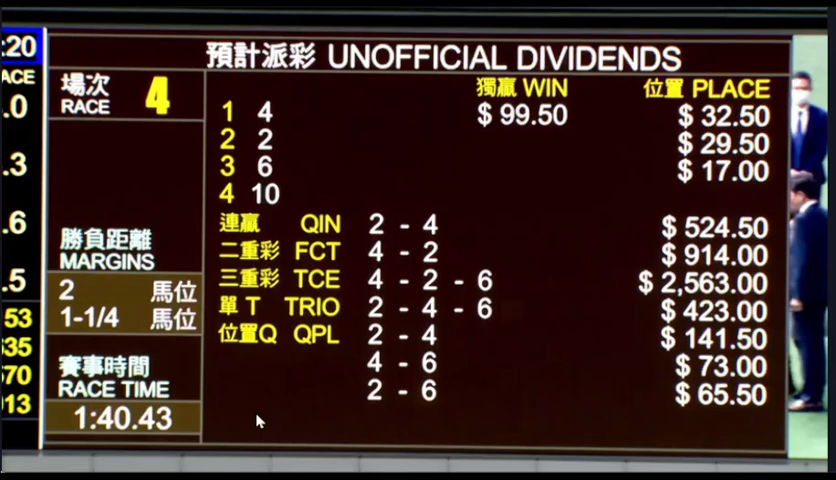 :20
ACE
.0
.3
.6
.5
53
335
570
013
預計派彩 UNOFFICIAL DIVIDENDS
場次 RACE 4
獨贏 WIN 位置 PLACE
1 4 $ 99.50 $ 32.50
2 2 $ 29.50
3 6 $ 17.00
4 10
連贏 QIN 2 - 4 $ 524.50
二重彩 FCT 4 - 2 $ 914.00
三重彩 TCE 4 - 2 - 6 $ 2,563.00
單T TRIO 2 - 4 - 6 $ 423.00
位置Q QPL 2 - 4 $ 141.50
4 - 6 $ 73.00
2 - 6 $ 65.50
勝負距離
MARGINS
2 馬位
1-1/4 馬位
賽事時間
RACE TIME
1:40.43